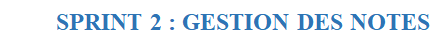 SPRINT 2 : GESTION DES NOTES